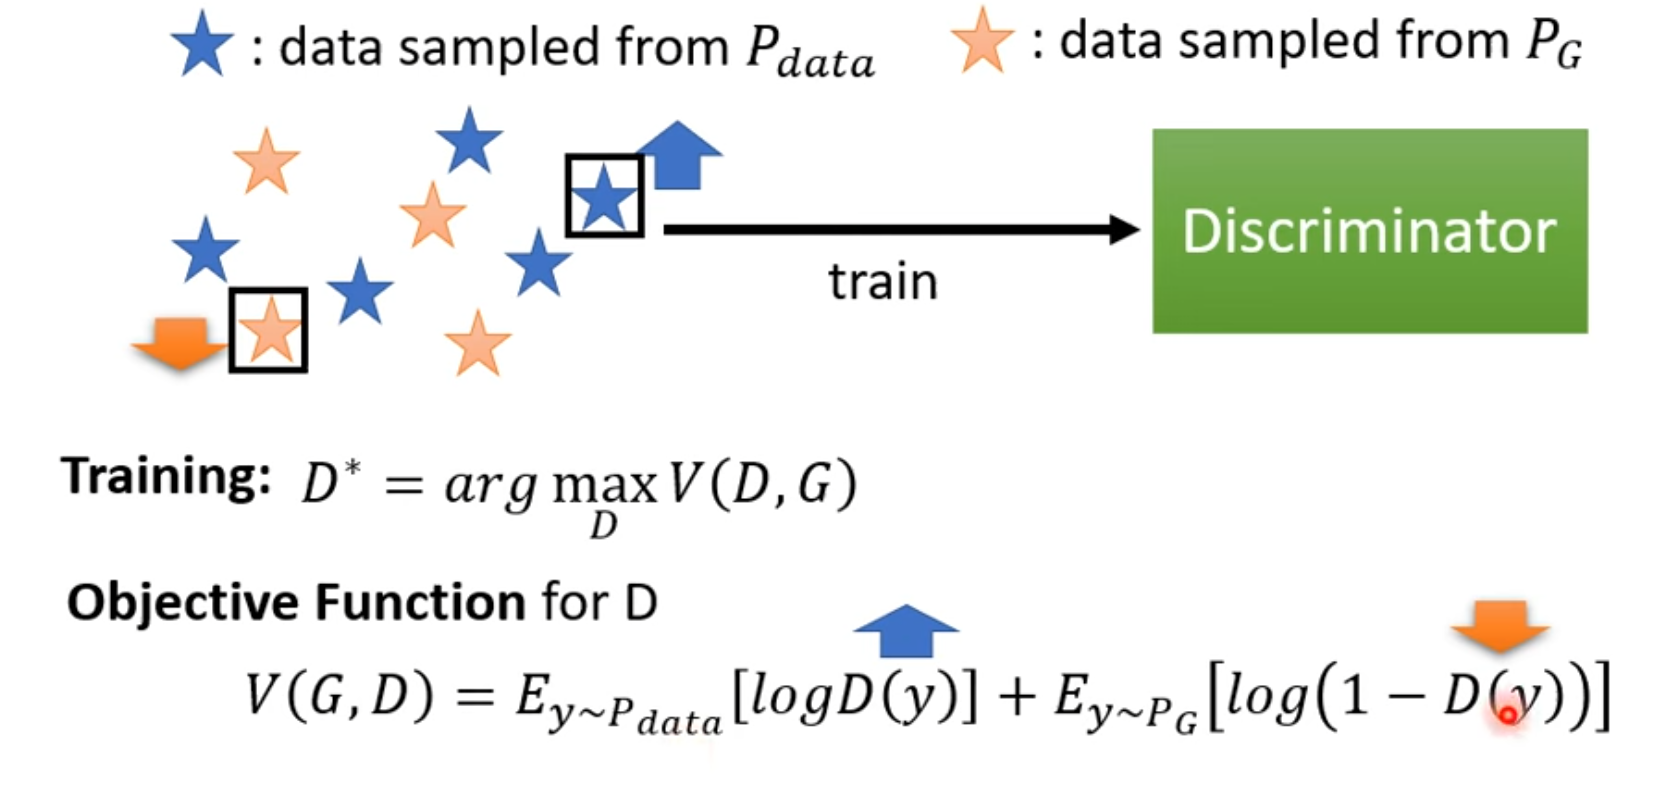 : data sampled from P_data : data sampled from P_G
train
Discriminator
Training: D* = arg max_D V(D, G)
Objective Function for D
V(G, D) = E_{y~P_data}[logD(y)] + E_{y~P_G}[log(1 − D(y))]